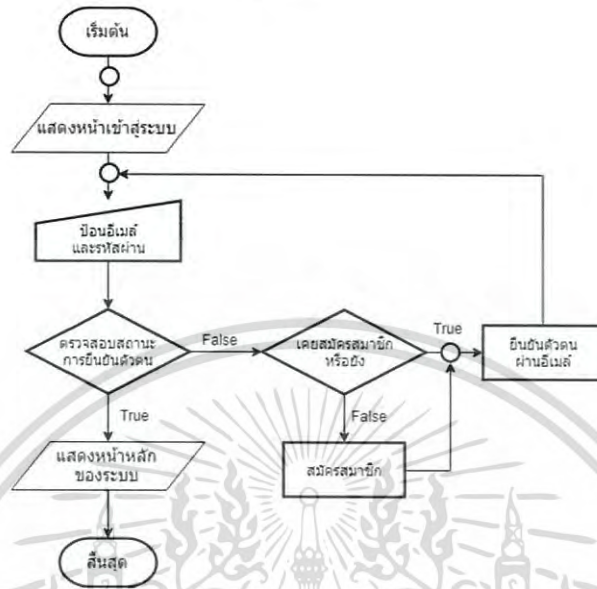 เริ่มต้น
แสดงหน้าเข้าสู่ระบบ
ป้อนอีเมล์
และรหัสผ่าน
ตรวจสอบสถานะ
การยืนยันตัวตน
False
เคยสมัครสมาชิก
หรือยัง
True
ยืนยันตัวตน
ผ่านอีเมล์
True
False
แสดงหน้าหลัก
ของระบบ
สมัครสมาชิก
สิ้นสุด